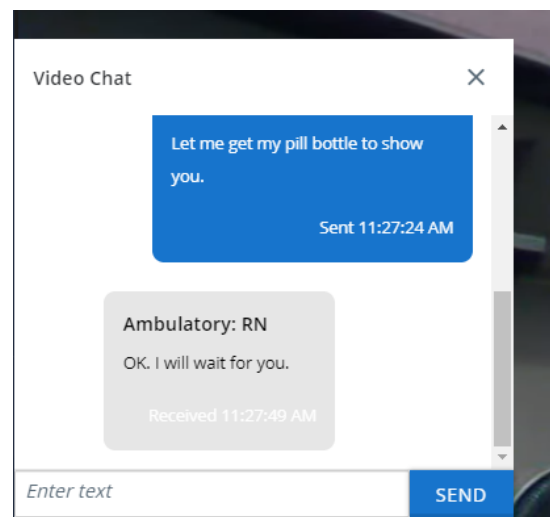 Video Chat
Let me get my pill bottle to show
you.
Sent 11:27:24 AM
Ambulatory: RN
OK. I will wait for you.
Received 11:27:49 AM
Enter text
SEND